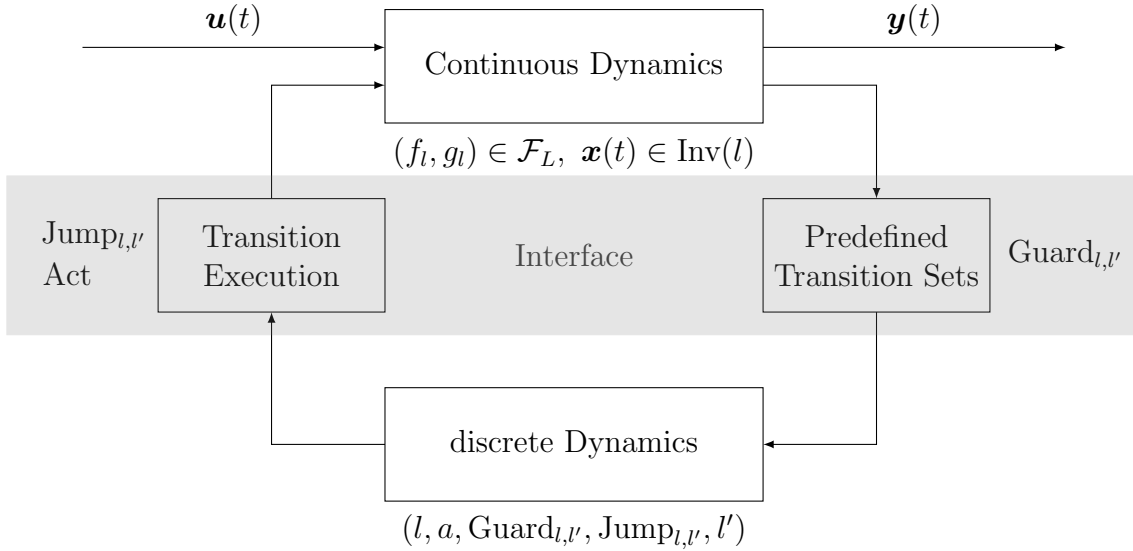 u(t)
y(t)
Continuous Dynamics
(f_l, g_l) ∈ 𝓕_L, x(t) ∈ Inv(l)
Jump_{l,l′}
Act
Transition
Execution
Interface
Predefined
Transition Sets
Guard_{l,l′}
discrete Dynamics
(l, a, Guard_{l,l′}, Jump_{l,l′}, l′)